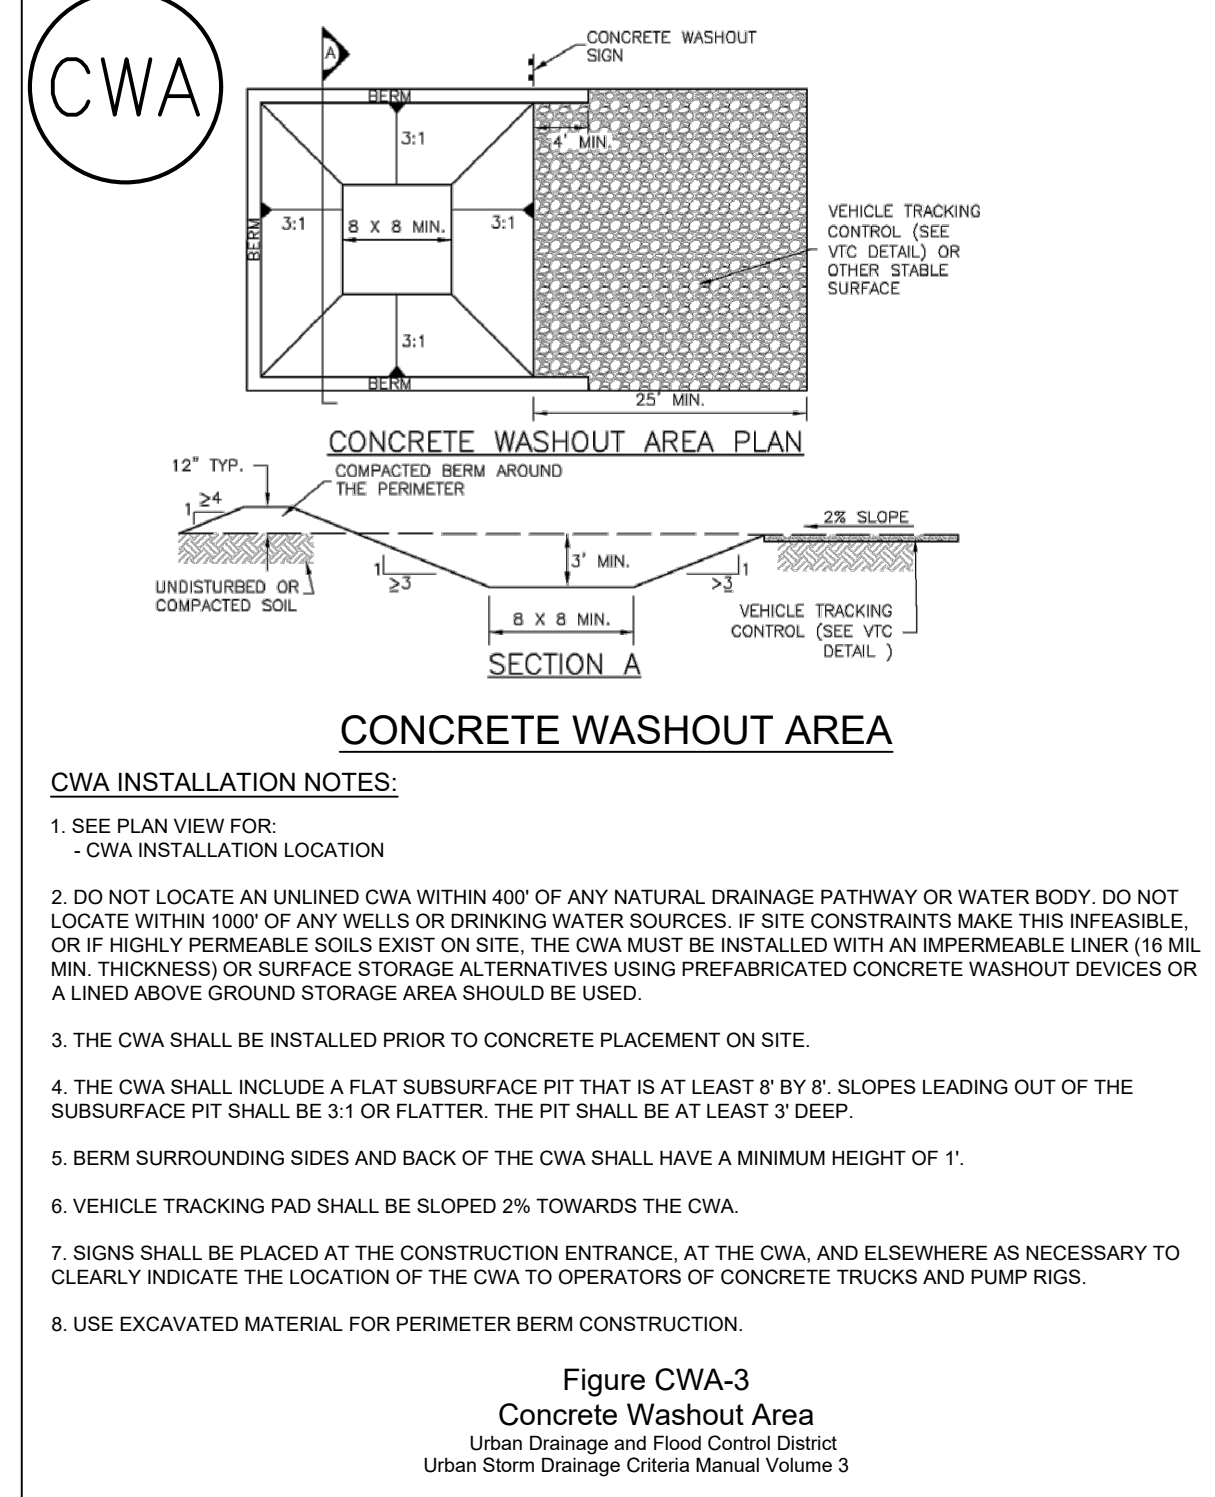 CWA
A
CONCRETE WASHOUT
SIGN
BERM
3:1
4' MIN.
BERM
3:1
8 X 8 MIN.
3:1
VEHICLE TRACKING
CONTROL (SEE
VTC DETAIL) OR
OTHER STABLE
SURFACE
3:1
BERM
25' MIN.
CONCRETE WASHOUT AREA PLAN
12" TYP.
COMPACTED BERM AROUND
THE PERIMETER
1
≥4
2% SLOPE
3' MIN.
1
≥3
1
>3
UNDISTURBED OR
COMPACTED SOIL
8 X 8 MIN.
VEHICLE TRACKING
CONTROL (SEE VTC
DETAIL )
SECTION A
CONCRETE WASHOUT AREA
CWA INSTALLATION NOTES:
1. SEE PLAN VIEW FOR:
- CWA INSTALLATION LOCATION
2. DO NOT LOCATE AN UNLINED CWA WITHIN 400' OF ANY NATURAL DRAINAGE PATHWAY OR WATER BODY. DO NOT
LOCATE WITHIN 1000' OF ANY WELLS OR DRINKING WATER SOURCES. IF SITE CONSTRAINTS MAKE THIS INFEASIBLE,
OR IF HIGHLY PERMEABLE SOILS EXIST ON SITE, THE CWA MUST BE INSTALLED WITH AN IMPERMEABLE LINER (16 MIL
MIN. THICKNESS) OR SURFACE STORAGE ALTERNATIVES USING PREFABRICATED CONCRETE WASHOUT DEVICES OR
A LINED ABOVE GROUND STORAGE AREA SHOULD BE USED.
3. THE CWA SHALL BE INSTALLED PRIOR TO CONCRETE PLACEMENT ON SITE.
4. THE CWA SHALL INCLUDE A FLAT SUBSURFACE PIT THAT IS AT LEAST 8' BY 8'. SLOPES LEADING OUT OF THE
SUBSURFACE PIT SHALL BE 3:1 OR FLATTER. THE PIT SHALL BE AT LEAST 3' DEEP.
5. BERM SURROUNDING SIDES AND BACK OF THE CWA SHALL HAVE A MINIMUM HEIGHT OF 1'.
6. VEHICLE TRACKING PAD SHALL BE SLOPED 2% TOWARDS THE CWA.
7. SIGNS SHALL BE PLACED AT THE CONSTRUCTION ENTRANCE, AT THE CWA, AND ELSEWHERE AS NECESSARY TO
CLEARLY INDICATE THE LOCATION OF THE CWA TO OPERATORS OF CONCRETE TRUCKS AND PUMP RIGS.
8. USE EXCAVATED MATERIAL FOR PERIMETER BERM CONSTRUCTION.
Figure CWA-3
Concrete Washout Area
Urban Drainage and Flood Control District
Urban Storm Drainage Criteria Manual Volume 3